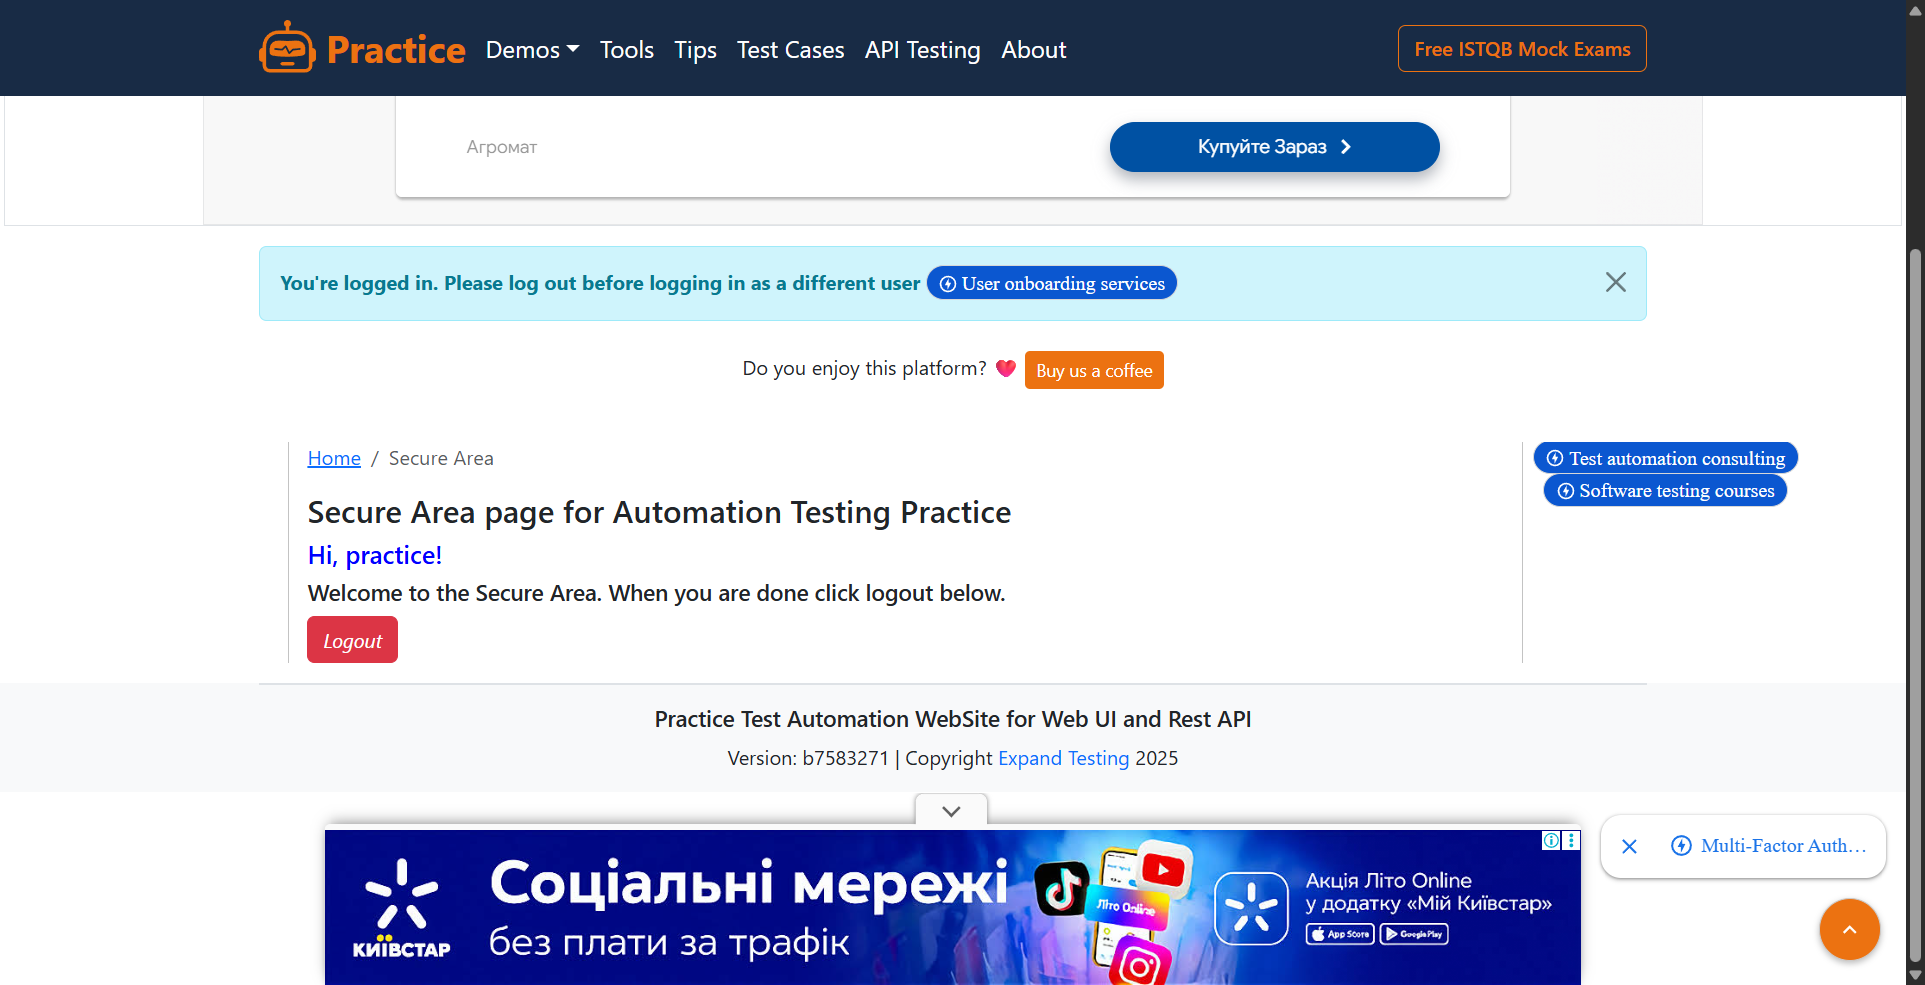 Practice
Demos Tools Tips Test Cases API Testing About
Free ISTQB Mock Exams
Агромат
Купуйте Зараз
You're logged in. Please log out before logging in as a different user
User onboarding services
Do you enjoy this platform?
Buy us a coffee
Home / Secure Area
Test automation consulting
Software testing courses
Secure Area page for Automation Testing Practice
Hi, practice!
Welcome to the Secure Area. When you are done click logout below.
Logout
Practice Test Automation WebSite for Web UI and Rest API
Version: b7583271 | Copyright Expand Testing 2025
КИЇВСТАР
Соціальні мережі
без плати за трафік
Літо Online
Акція Літо Online
у додатку «Мій Київстар»
App Store
Google Play
Multi-Factor Auth...